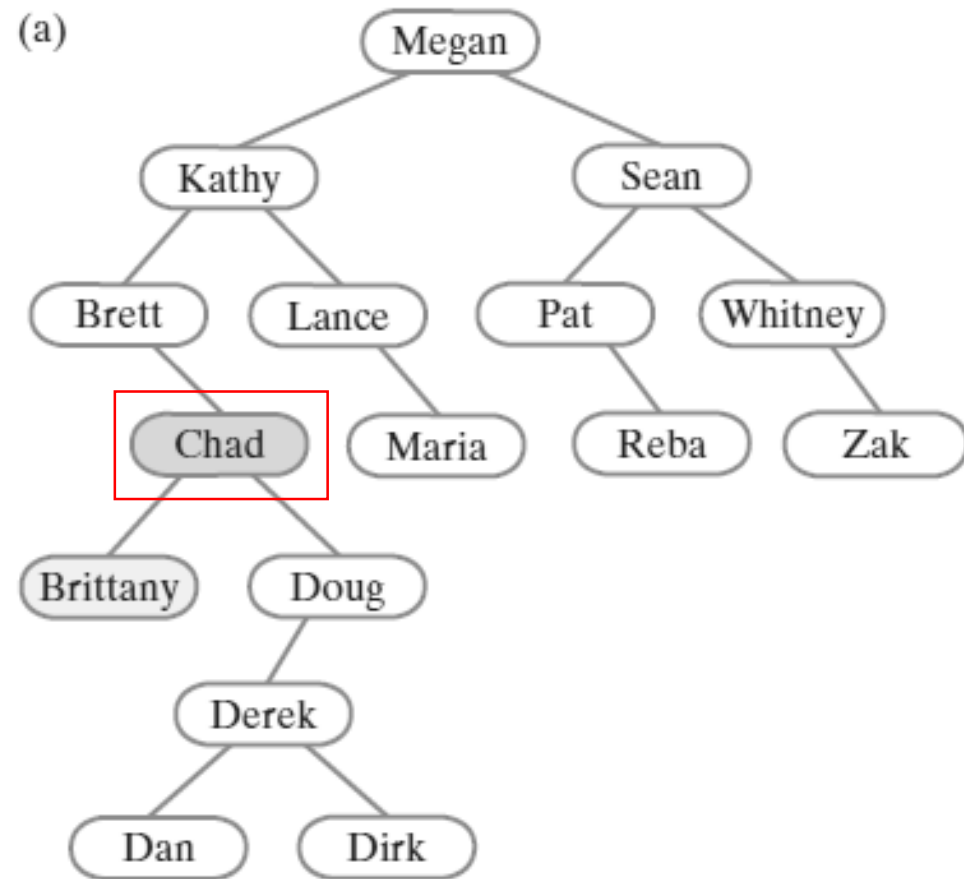 (a)
Megan
Kathy Sean
Brett Lance Pat Whitney
Chad Maria Reba Zak
Brittany Doug
Derek
Dan Dirk